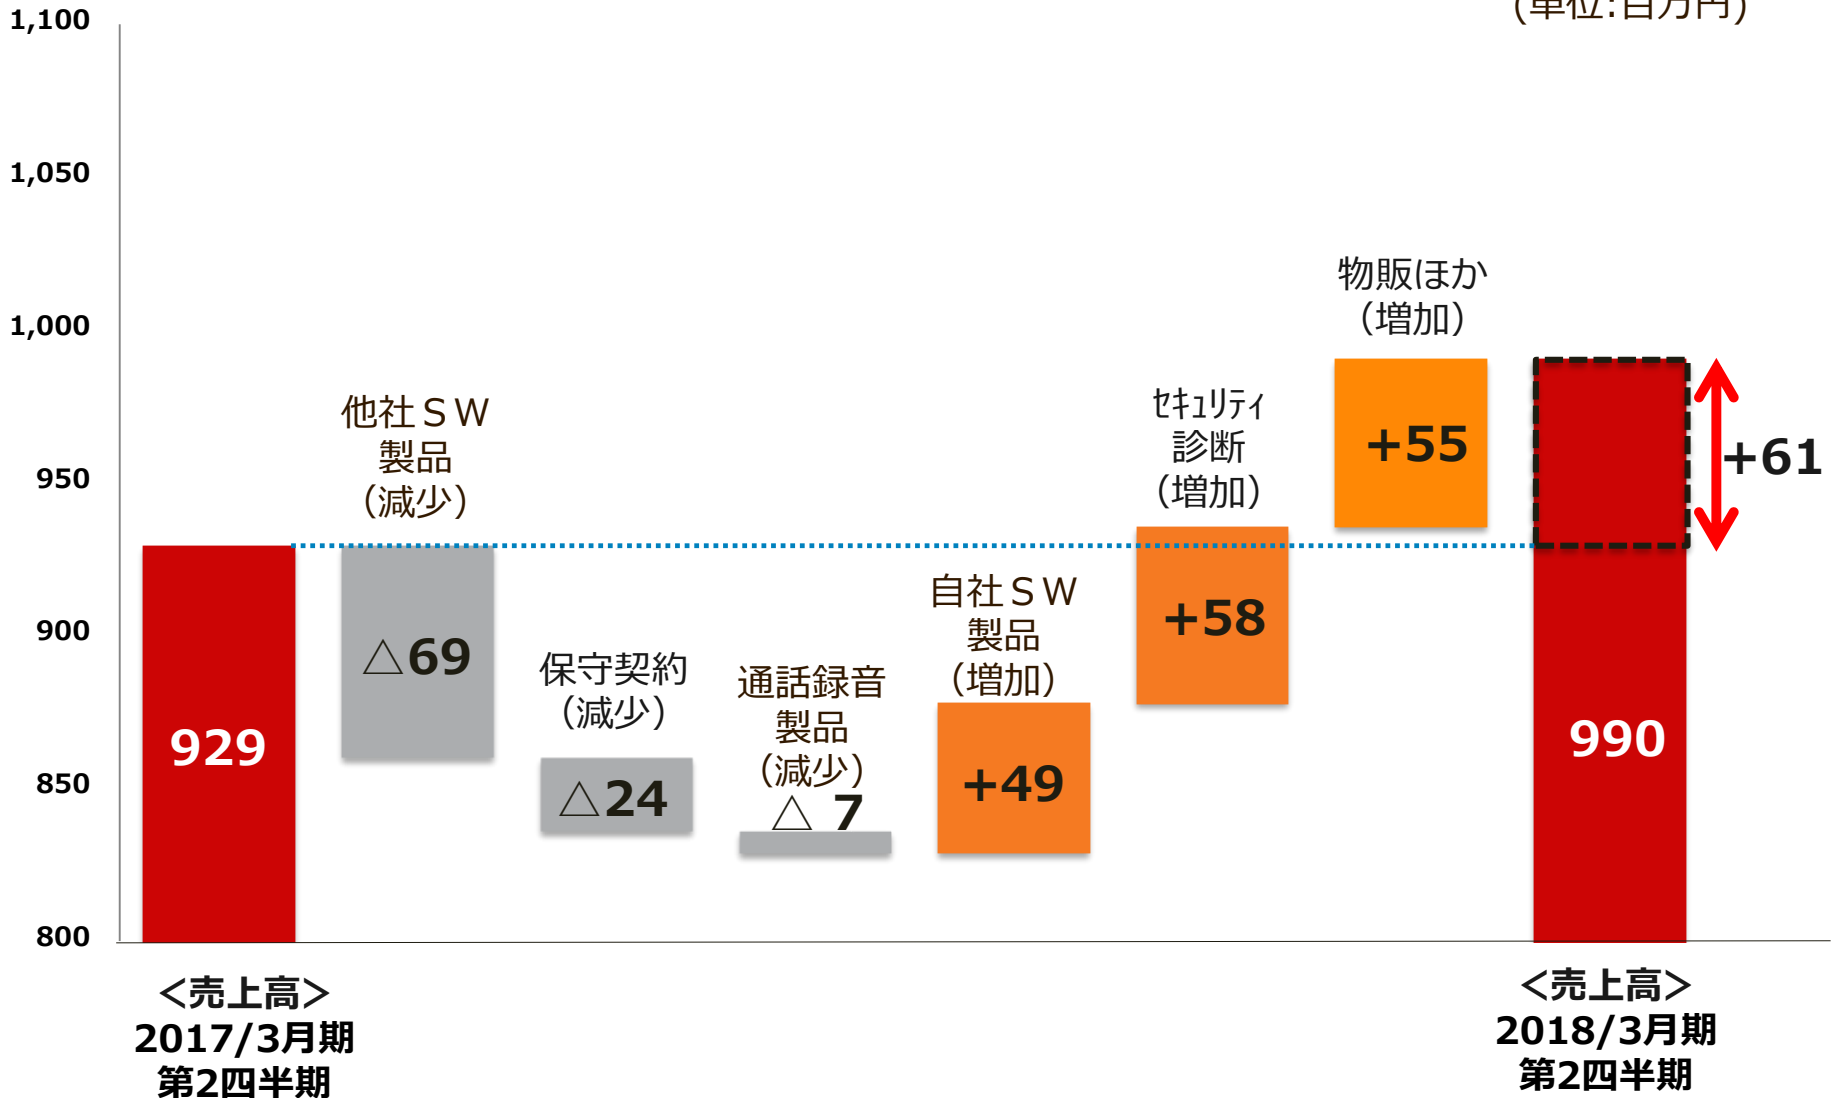 (単位:百万円)
1,100
1,050
1,000
950
900
850
800
929
他社ＳＷ
製品
（減少）
△69
保守契約
（減少）
△24
通話録音
製品
（減少）
△ 7
自社ＳＷ
製品
（増加）
+49
ｾｷｭﾘﾃｨ
診断
（増加）
+58
物販ほか
（増加）
+55
990
+61
＜売上高＞
2017/3月期
第2四半期
＜売上高＞
2018/3月期
第2四半期